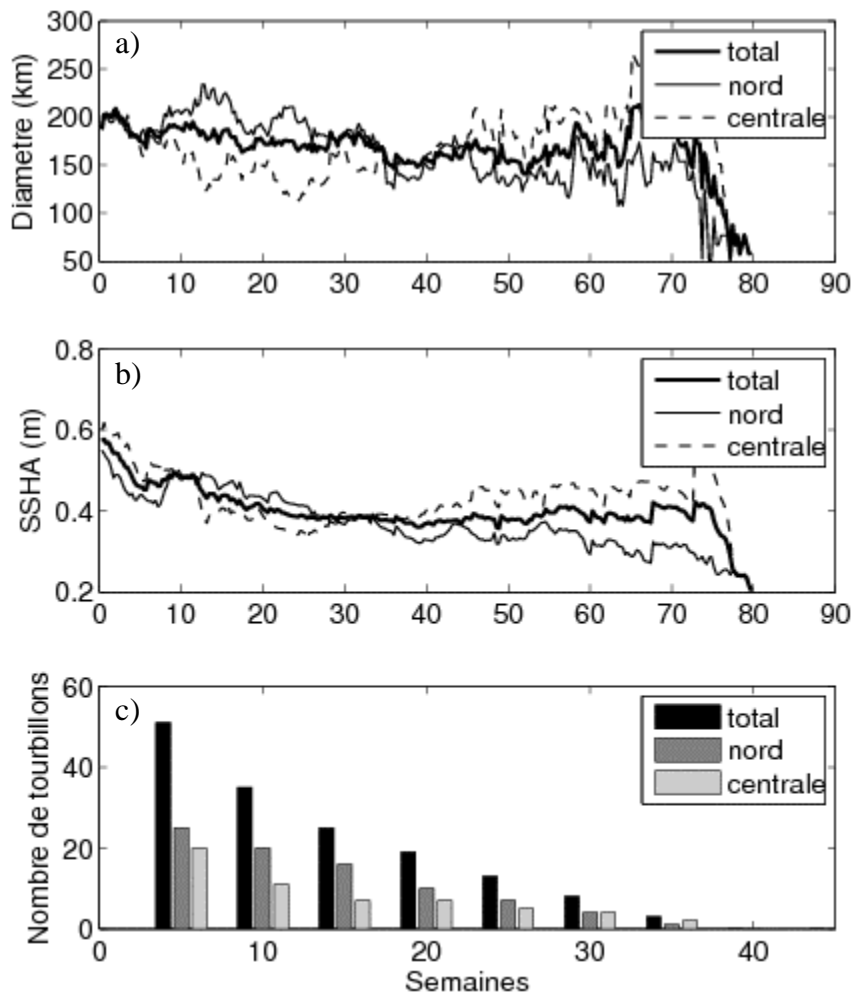 a)
Diametre (km)
300
250
200
150
100
50
total
nord
centrale
0 10 20 30 40 50 60 70 80 90
b)
SSHA (m)
0.8
0.6
0.4
0.2
total
nord
centrale
0 10 20 30 40 50 60 70 80 90
c)
Nombre de tourbillons
60
40
20
0
total
nord
centrale
0 10 20 30 40
Semaines